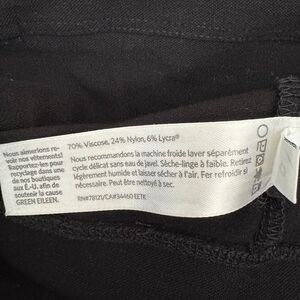 Nous aimerions re-
voir nos vêtements!
Rapportez-les pour
recyclage dans une
de nos boutiques
aux É.-U. afin de
soutenir la cause
GREEN EILEEN.
70% Viscose, 24% Nylon, 6% Lycra®
Nous recommandons la machine froide laver séparément
cycle délicat sans eau de javel. Sèche-linge à faible. Retirez
légèrement humide et laisser sécher à l'air. Fer refroidir si
nécessaire. Peut être nettoyé à sec.
RN#78121/CA#34460 EETK